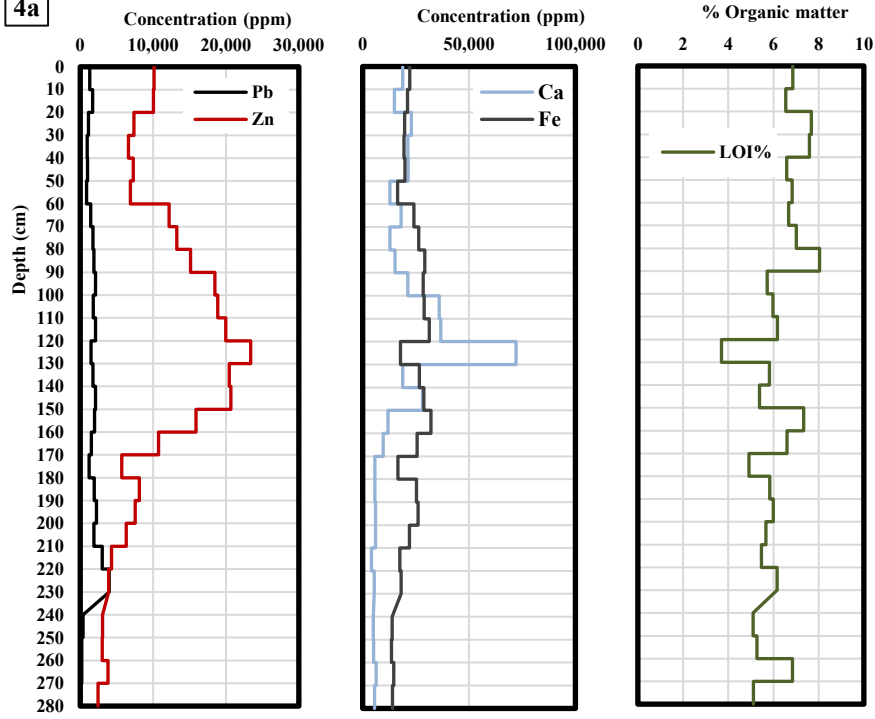 4a
Concentration (ppm)
0 10,000 20,000 30,000
Concentration (ppm)
0 50,000 100,000
% Organic matter
0 2 4 6 8 10
Depth (cm)
0
10
20
30
40
50
60
70
80
90
100
110
120
130
140
150
160
170
180
190
200
210
220
230
240
250
260
270
280
Pb
Zn
Ca
Fe
LOI%